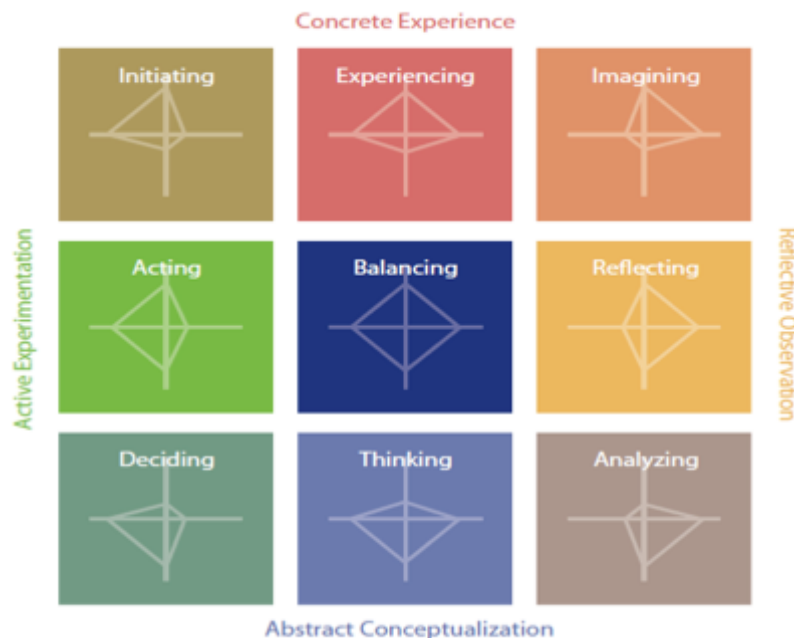 Concrete Experience
Initiating
Experiencing
Imagining
Active Experimentation
Acting
Balancing
Reflecting
Reflective Observation
Deciding
Thinking
Analyzing
Abstract Conceptualization